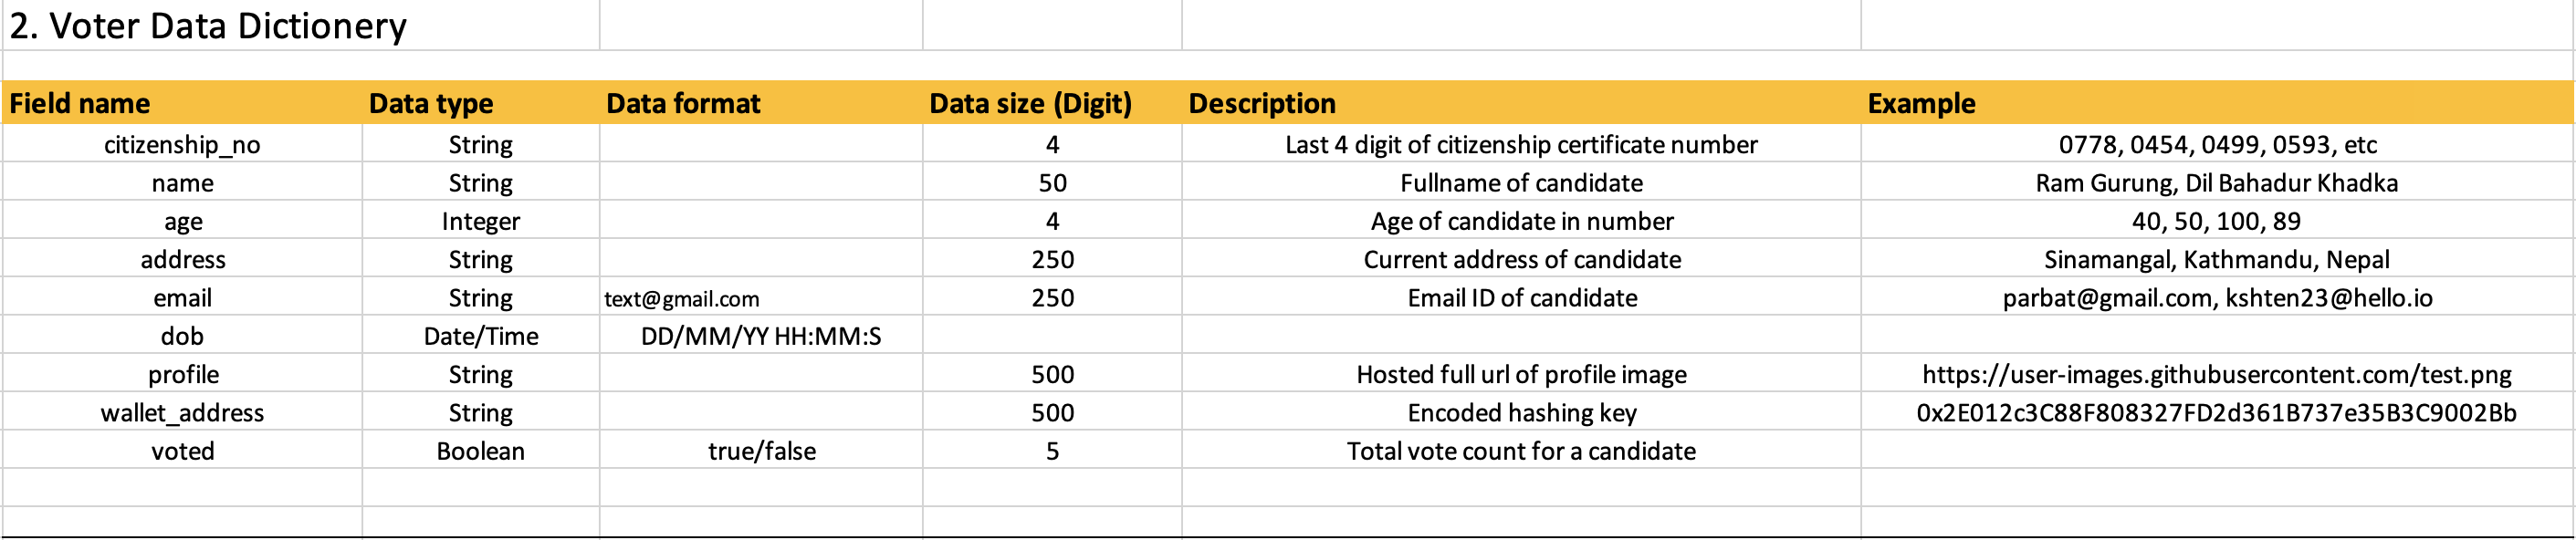 2. Voter Data Dictionery
Field name Data type Data format Data size (Digit) Description Example
citizenship_no String 4 Last 4 digit of citizenship certificate number 0778, 0454, 0499, 0593, etc
name String 50 Fullname of candidate Ram Gurung, Dil Bahadur Khadka
age Integer 4 Age of candidate in number 40, 50, 100, 89
address String 250 Current address of candidate Sinamangal, Kathmandu, Nepal
email String text@gmail.com 250 Email ID of candidate parbat@gmail.com, kshten23@hello.io
dob Date/Time DD/MM/YY HH:MM:S
profile String 500 Hosted full url of profile image https://user-images.githubusercontent.com/test.png
wallet_address String 500 Encoded hashing key 0x2E012c3C88F808327FD2d361B737e35B3C9002Bb
voted Boolean true/false 5 Total vote count for a candidate